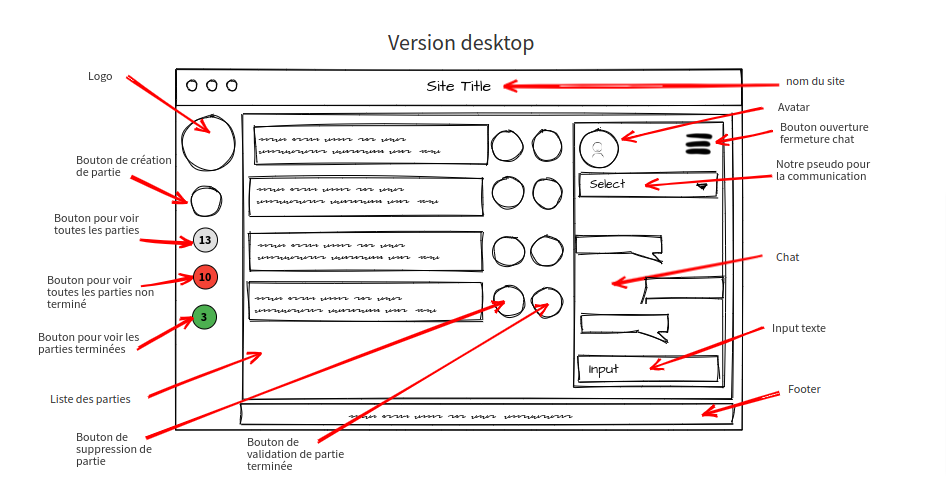 Version desktop
Logo
Site Title
nom du site
Avatar
Bouton ouverture
fermeture chat
Bouton de création
de partie
Notre pseudo pour
la communication
Select
Bouton pour voir
toutes les parties
13
Chat
Bouton pour voir
toutes les parties non
terminé
10
3
Bouton pour voir les
parties terminées
Input texte
Input
Liste des parties
Footer
Bouton de
suppression de
partie
Bouton de
validation de partie
terminée